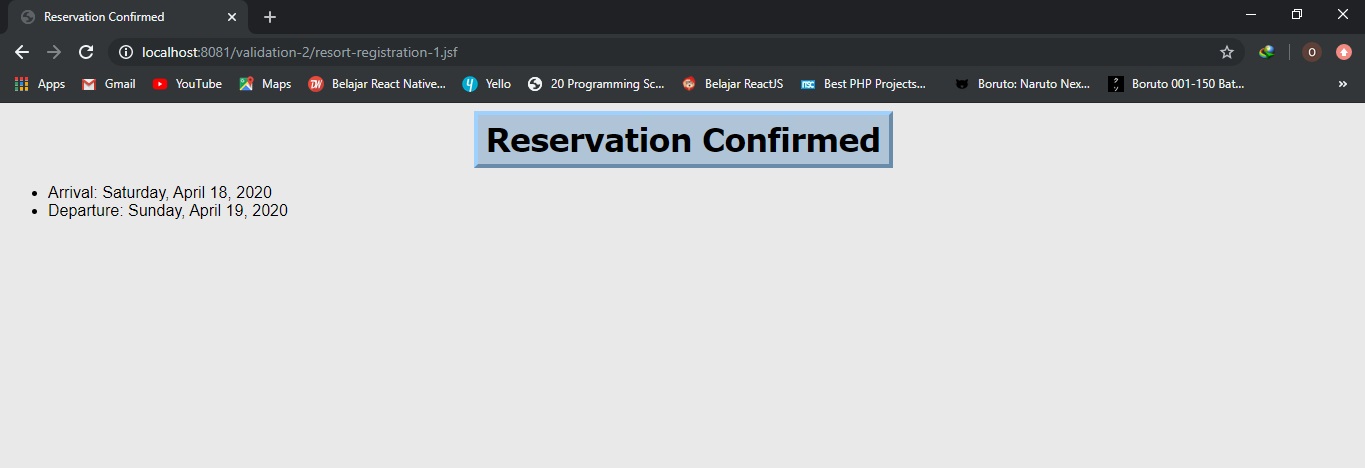 Reservation Confirmed
localhost:8081/validation-2/resort-registration-1.jsf
O
Apps Gmail YouTube Maps Belajar React Native... Yello 20 Programming Sc... Belajar ReactJS Best PHP Projects... Boruto: Naruto Nex... Boruto 001-150 Bat... »
Reservation Confirmed
• Arrival: Saturday, April 18, 2020
• Departure: Sunday, April 19, 2020